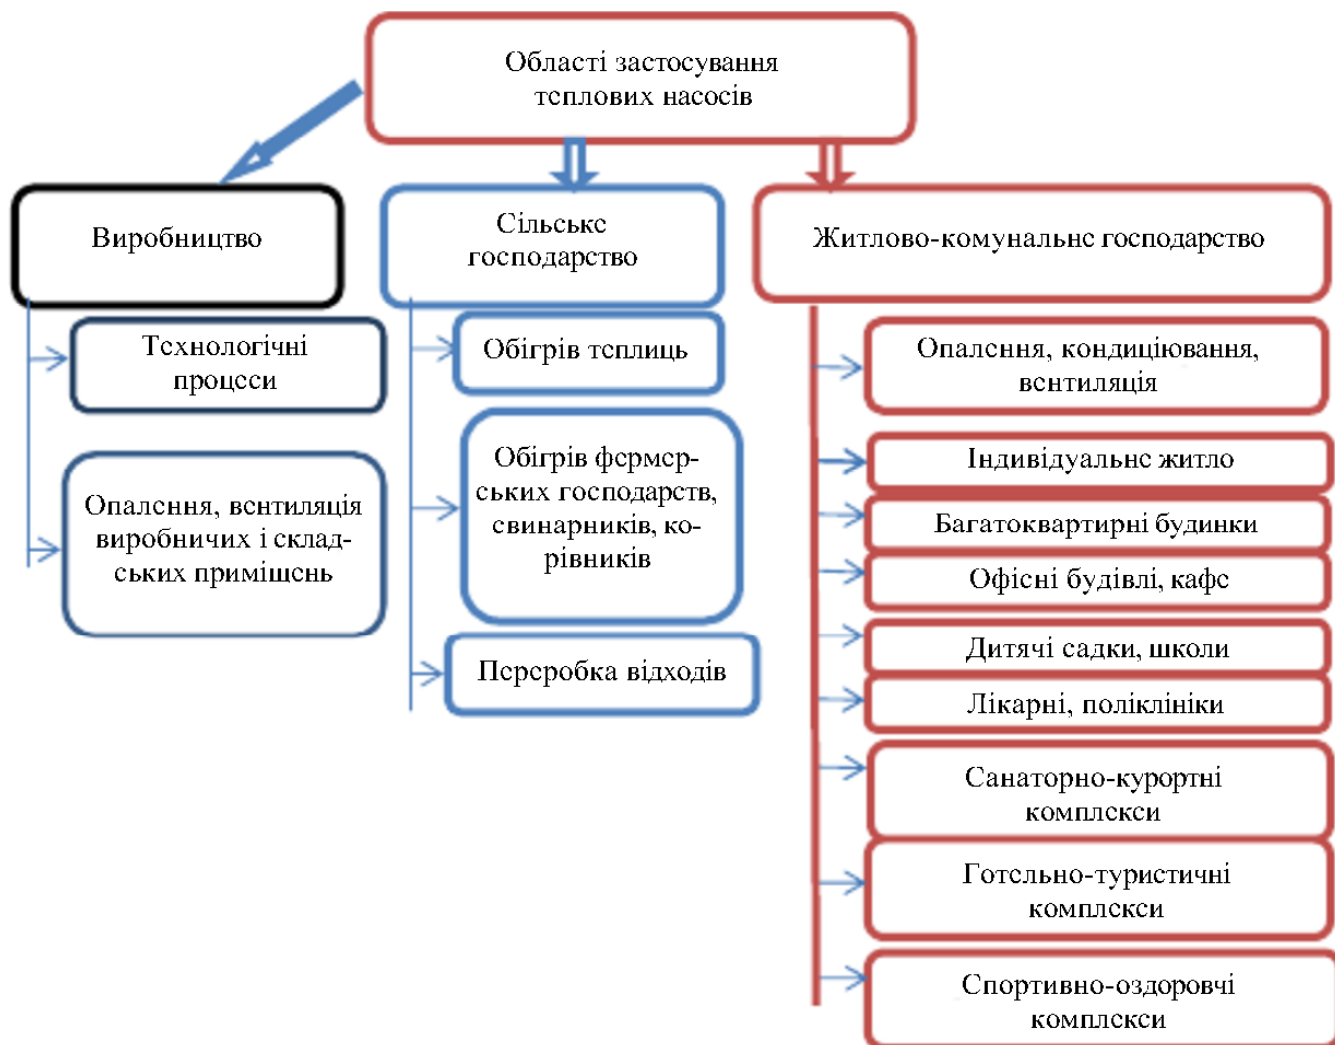 Області застосування
теплових насосів
Виробництво
Технологічні
процеси
Опалення, вентиляція
виробничих і склад-
ських приміщень
Сільське
господарство
Обігрів теплиць
Обігрів фермер-
ських господарств,
свинарників, ко-
рівників
Переробка відходів
Житлово-комунальне господарство
Опалення, кондиціювання,
вентиляція
Індивідуальне житло
Багатоквартирні будинки
Офісні будівлі, кафе
Дитячі садки, школи
Лікарні, поліклініки
Санаторно-курортні
комплекси
Готельно-туристичні
комплекси
Спортивно-оздоровчі
комплекси